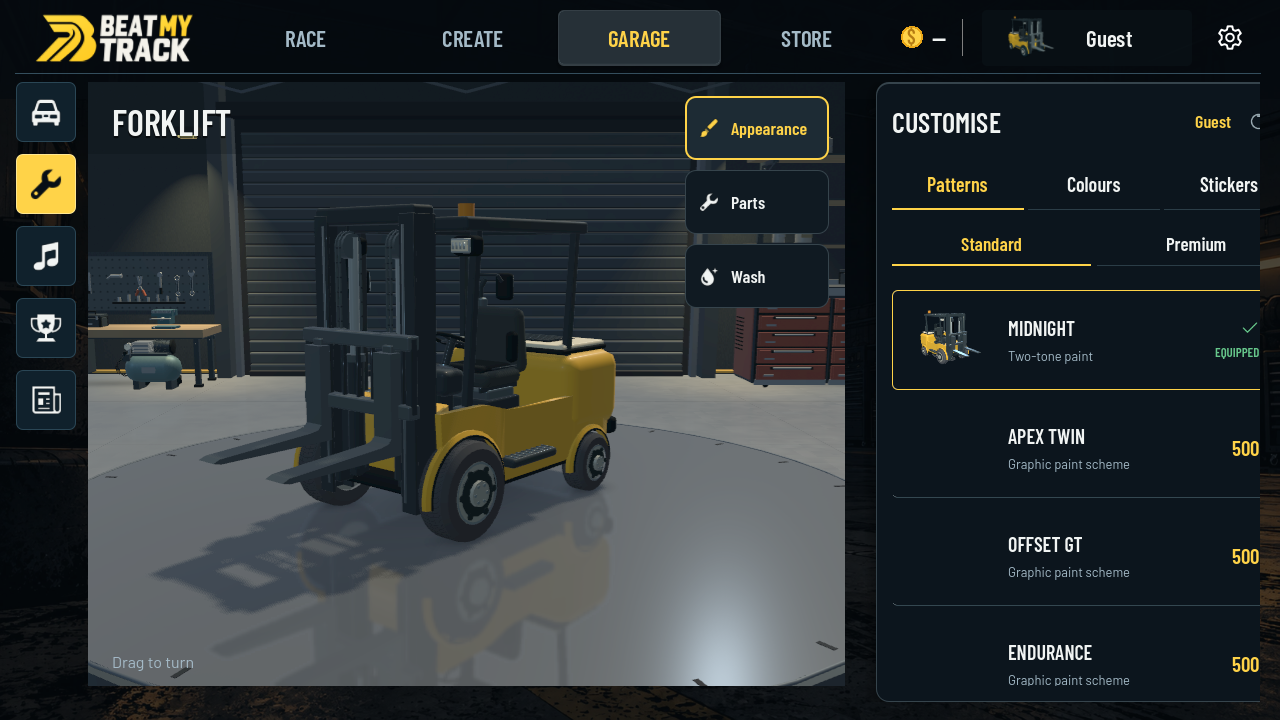 BEAT MY
TRACK
RACE
CREATE
GARAGE
STORE
$ –
Guest
FORKLIFT
Appearance
Parts
Wash
Drag to turn
CUSTOMISE
Guest
Patterns
Colours
Stickers
Standard
Premium
MIDNIGHT
Two-tone paint
EQUIPPED
APEX TWIN
Graphic paint scheme
500
OFFSET GT
Graphic paint scheme
500
ENDURANCE
Graphic paint scheme
500